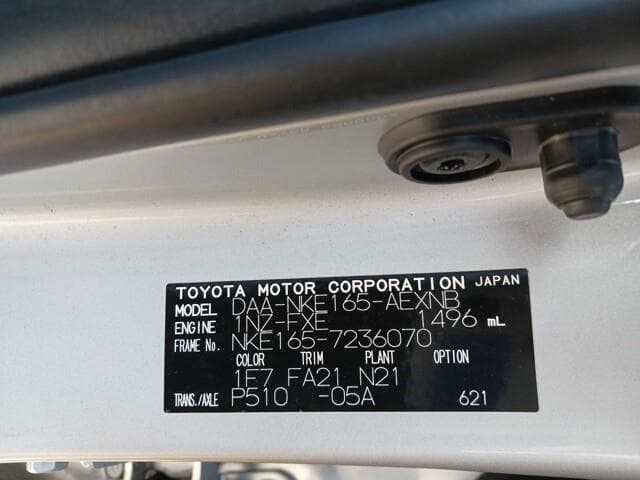 TOYOTA MOTOR CORPORATION JAPAN
MODEL DAA-NKE165-AEXNB
ENGINE 1NZ-FXE 1496 mL
FRAME No. NKE165-7236070
COLOR TRIM PLANT OPTION
1F7 FA21 N21
TRANS./AXLE P510 -05A 621